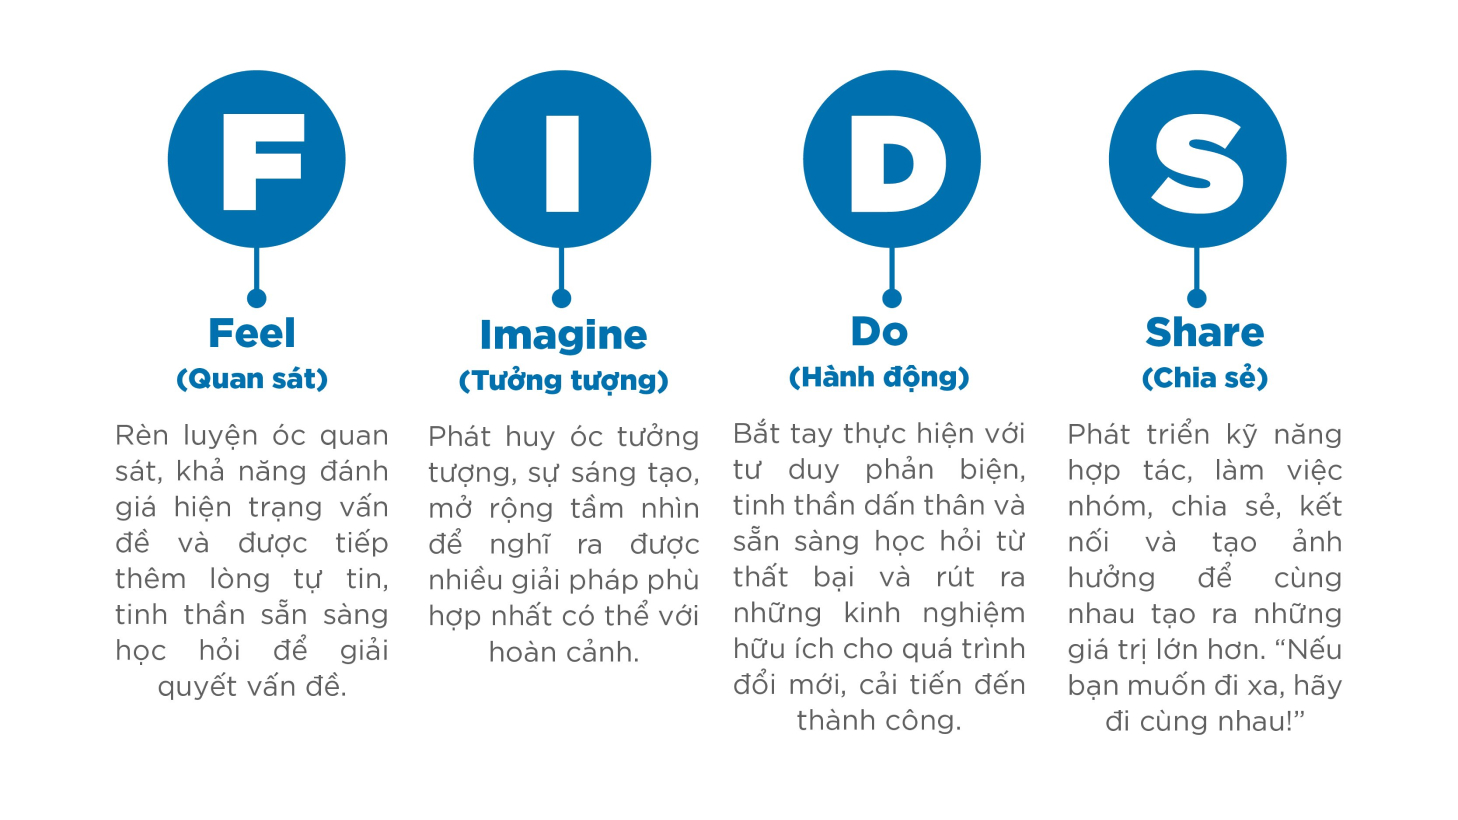 F
Feel
(Quan sát)
Rèn luyện óc quan
sát, khả năng đánh
giá hiện trạng vấn
đề và được tiếp
thêm lòng tự tin,
tinh thần sẵn sàng
học hỏi để giải
quyết vấn đề.
I
Imagine
(Tưởng tượng)
Phát huy óc tưởng
tượng, sự sáng tạo,
mở rộng tầm nhìn
để nghĩ ra được
nhiều giải pháp phù
hợp nhất có thể với
hoàn cảnh.
D
Do
(Hành động)
Bắt tay thực hiện với
tư duy phản biện,
tinh thần dấn thân và
sẵn sàng học hỏi từ
thất bại và rút ra
những kinh nghiệm
hữu ích cho quá trình
đổi mới, cải tiến đến
thành công.
S
Share
(Chia sẻ)
Phát triển kỹ năng
hợp tác, làm việc
nhóm, chia sẻ, kết
nối và tạo ảnh
hưởng để cùng
nhau tạo ra những
giá trị lớn hơn. “Nếu
bạn muốn đi xa, hãy
đi cùng nhau!”